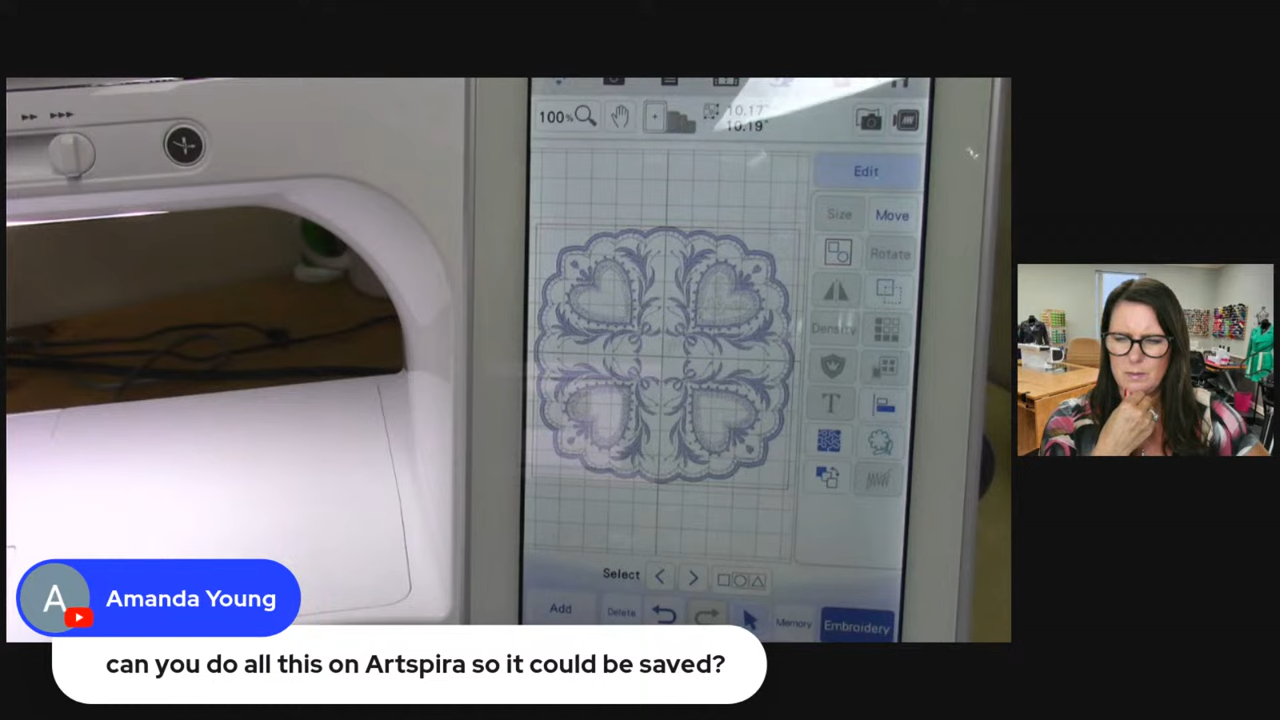 100%
10.17"
10.19"
Edit
Size
Move
Rotate
Density
T
Select
Add
Delete
Memory
Embroidery
A
Amanda Young
can you do all this on Artspira so it could be saved?